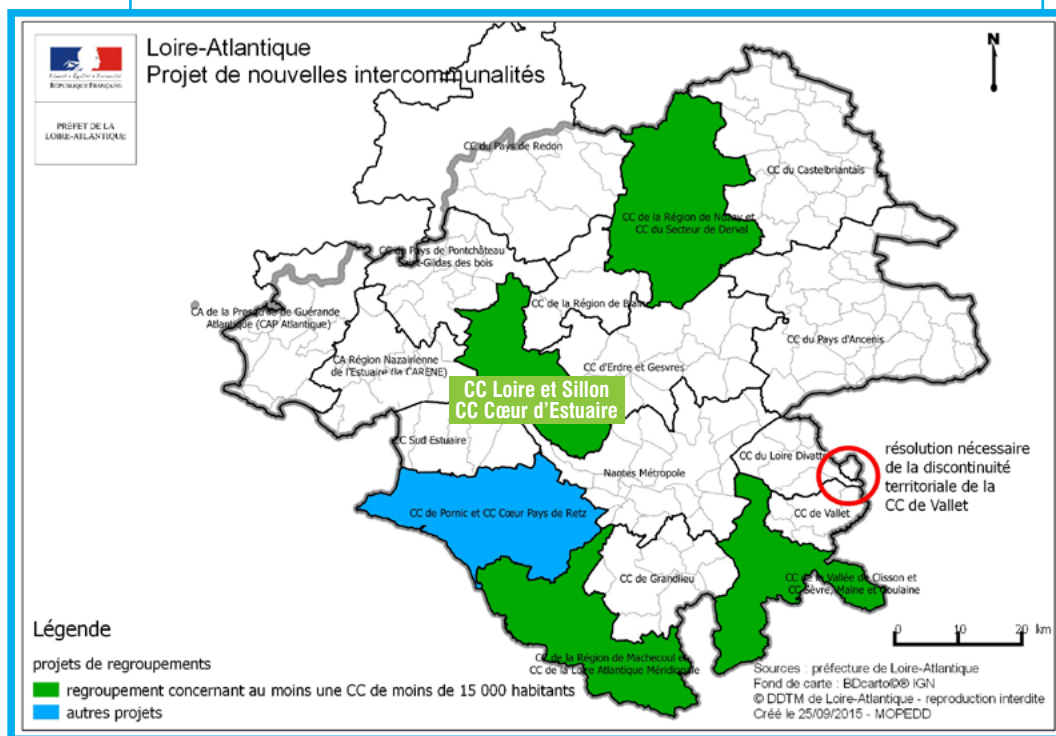 Loire-Atlantique
Projet de nouvelles intercommunalités
Liberté • Égalité • Fraternité
RÉPUBLIQUE FRANÇAISE
PRÉFET DE LA
LOIRE-ATLANTIQUE
N
CC du Pays de Redon
CC du Castelbriantais
CC de la Région de Nozay et
CC du Secteur de Derval
CC du Pays de Pontchâteau
Saint-Gildas des bois
CC de la Région de Blain
CA de la Presqu'île de Guérande
Atlantique (CAP Atlantique)
CC du Pays d'Ancenis
CA Région Nazairienne
de l'Estuaire (la CARENE)
CC d'Erdre et Gesvres
CC Loire et Sillon
CC Cœur d'Estuaire
CC Sud Estuaire
CC du Loire Divatte
résolution nécessaire
de la discontinuité
territoriale de la
CC de Vallet
Nantes Métropole
CC de Vallet
CC de Pornic et CC Cœur Pays de Retz
CC de Grandlieu
CC de la Vallée de Clisson et
CC Sèvre, Maine et Goulaine
Légende
projets de regroupements
regroupement concernant au moins une CC de moins de 15 000 habitants
autres projets
CC de la Région de Machecoul et
CC de la Loire Atlantique Méridionale
0 10 20 km
Sources : préfecture de Loire-Atlantique
Fond de carte : BDcarto©® IGN
© DDTM de Loire-Atlantique - reproduction interdite
Créé le 25/09/2015 - MOPEDD